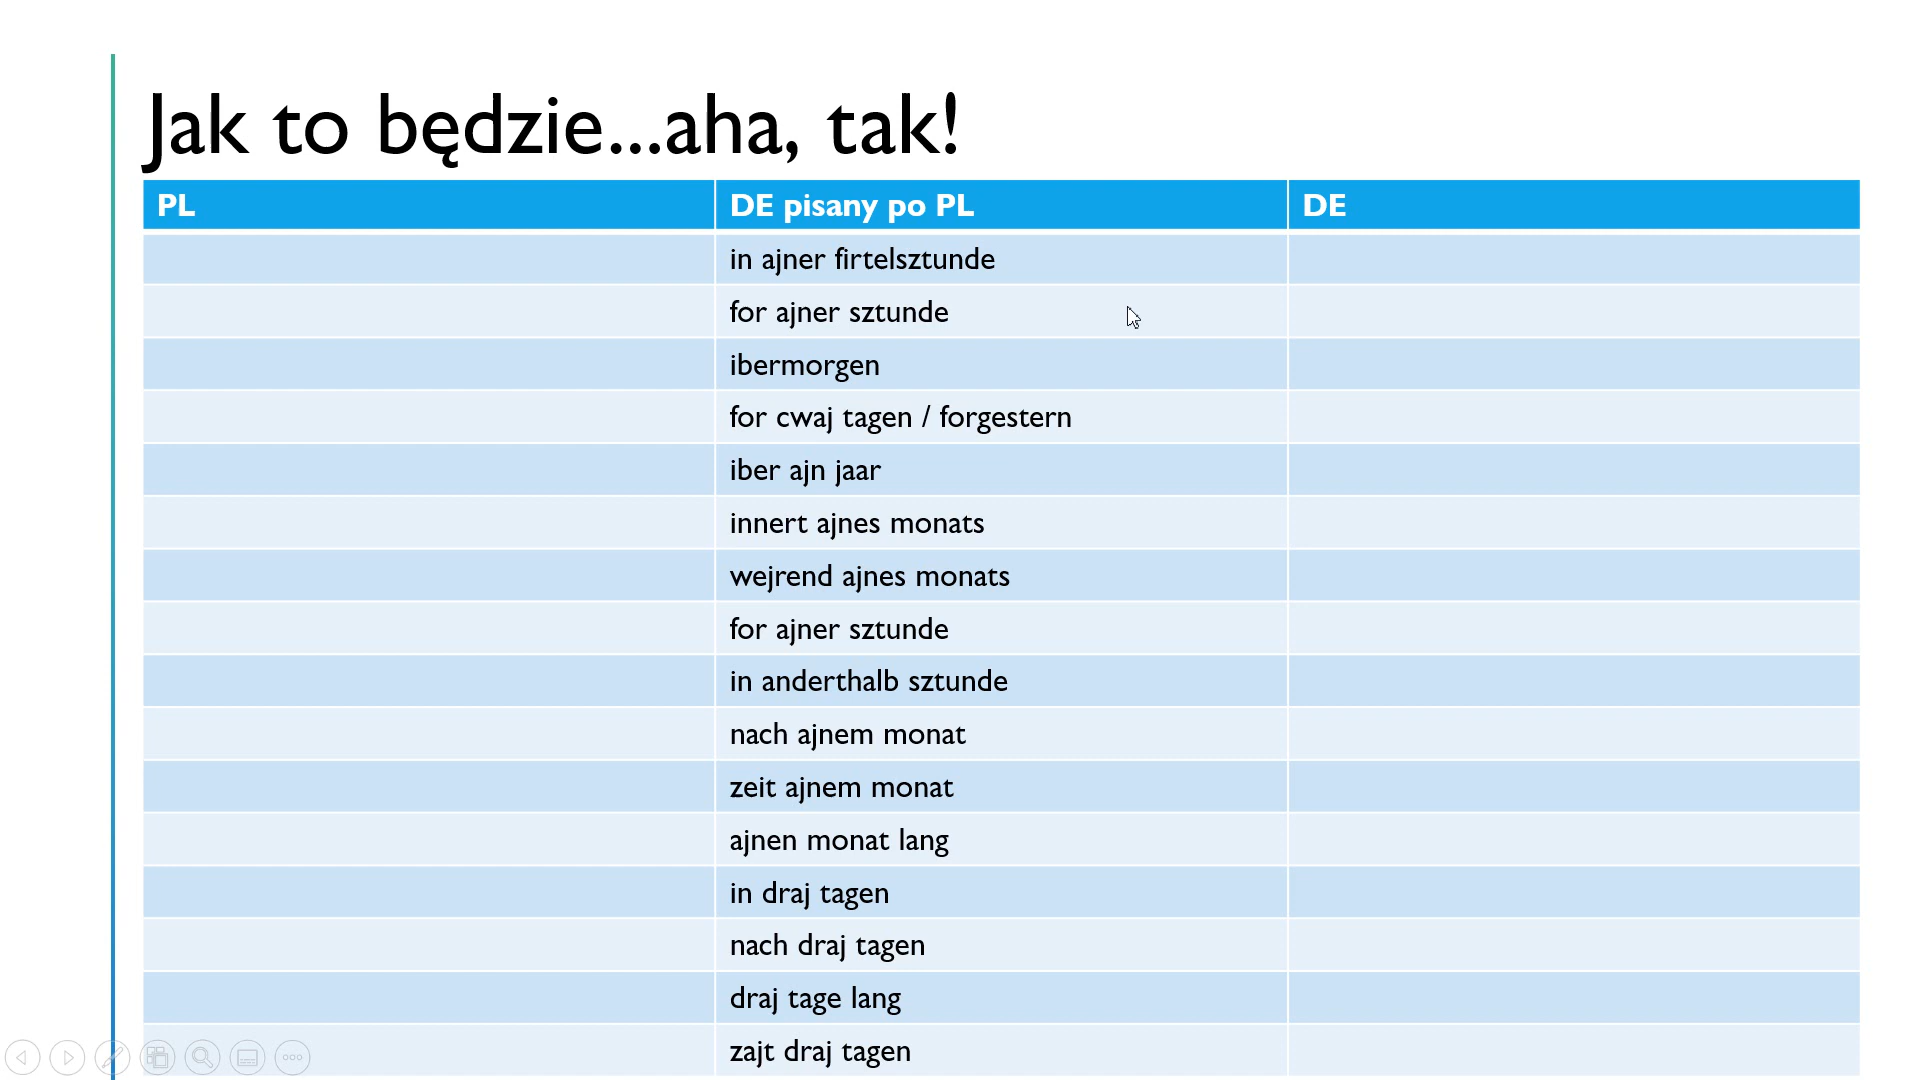 Jak to będzie...aha, tak!
PL DE pisany po PL DE
in ajner firtelsztunde
for ajner sztunde
ibermorgen
for cwaj tagen / forgestern
iber ajn jaar
innert ajnes monats
wejrend ajnes monats
for ajner sztunde
in anderthalb sztunde
nach ajnem monat
zeit ajnem monat
ajnen monat lang
in draj tagen
nach draj tagen
draj tage lang
zajt draj tagen